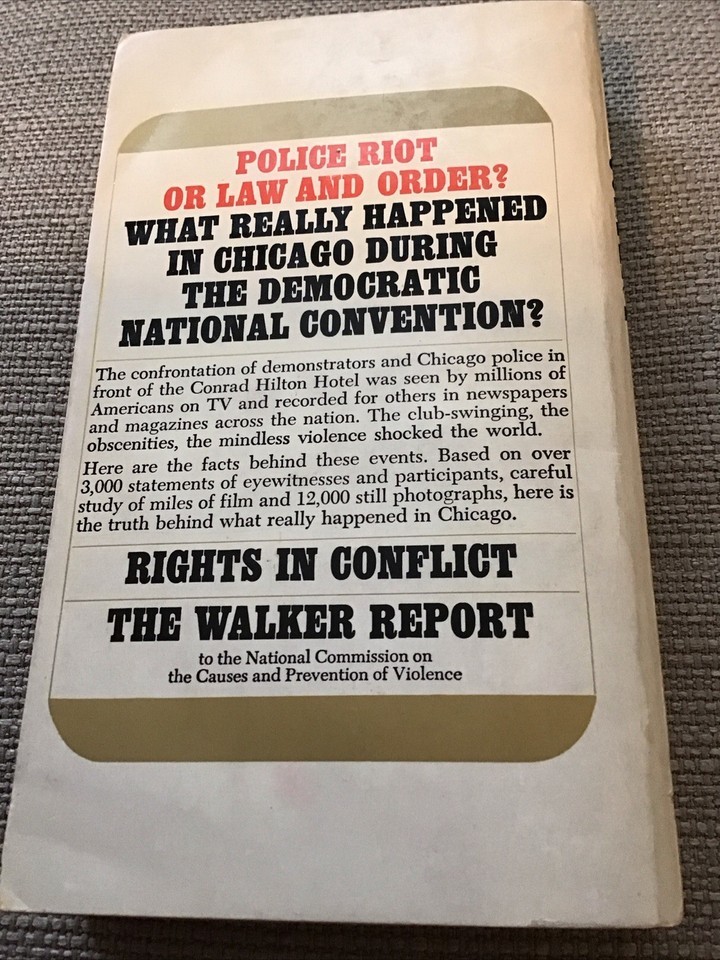 POLICE RIOT
OR LAW AND ORDER?
WHAT REALLY HAPPENED
IN CHICAGO DURING
THE DEMOCRATIC
NATIONAL CONVENTION?
The confrontation of demonstrators and Chicago police in
front of the Conrad Hilton Hotel was seen by millions of
Americans on TV and recorded for others in newspapers
and magazines across the nation. The club-swinging, the
obscenities, the mindless violence shocked the world.
Here are the facts behind these events. Based on over
3,000 statements of eyewitnesses and participants, careful
study of miles of film and 12,000 still photographs, here is
the truth behind what really happened in Chicago.
RIGHTS IN CONFLICT
THE WALKER REPORT
to the National Commission on
the Causes and Prevention of Violence